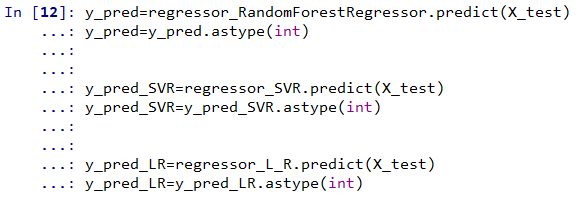 In [12]: y_pred=regressor_RandomForestRegressor.predict(X_test)
...: y_pred=y_pred.astype(int)
...:
...:
...: y_pred_SVR=regressor_SVR.predict(X_test)
...: y_pred_SVR=y_pred_SVR.astype(int)
...:
...:
...: y_pred_LR=regressor_L_R.predict(X_test)
...: y_pred_LR=y_pred_LR.astype(int)